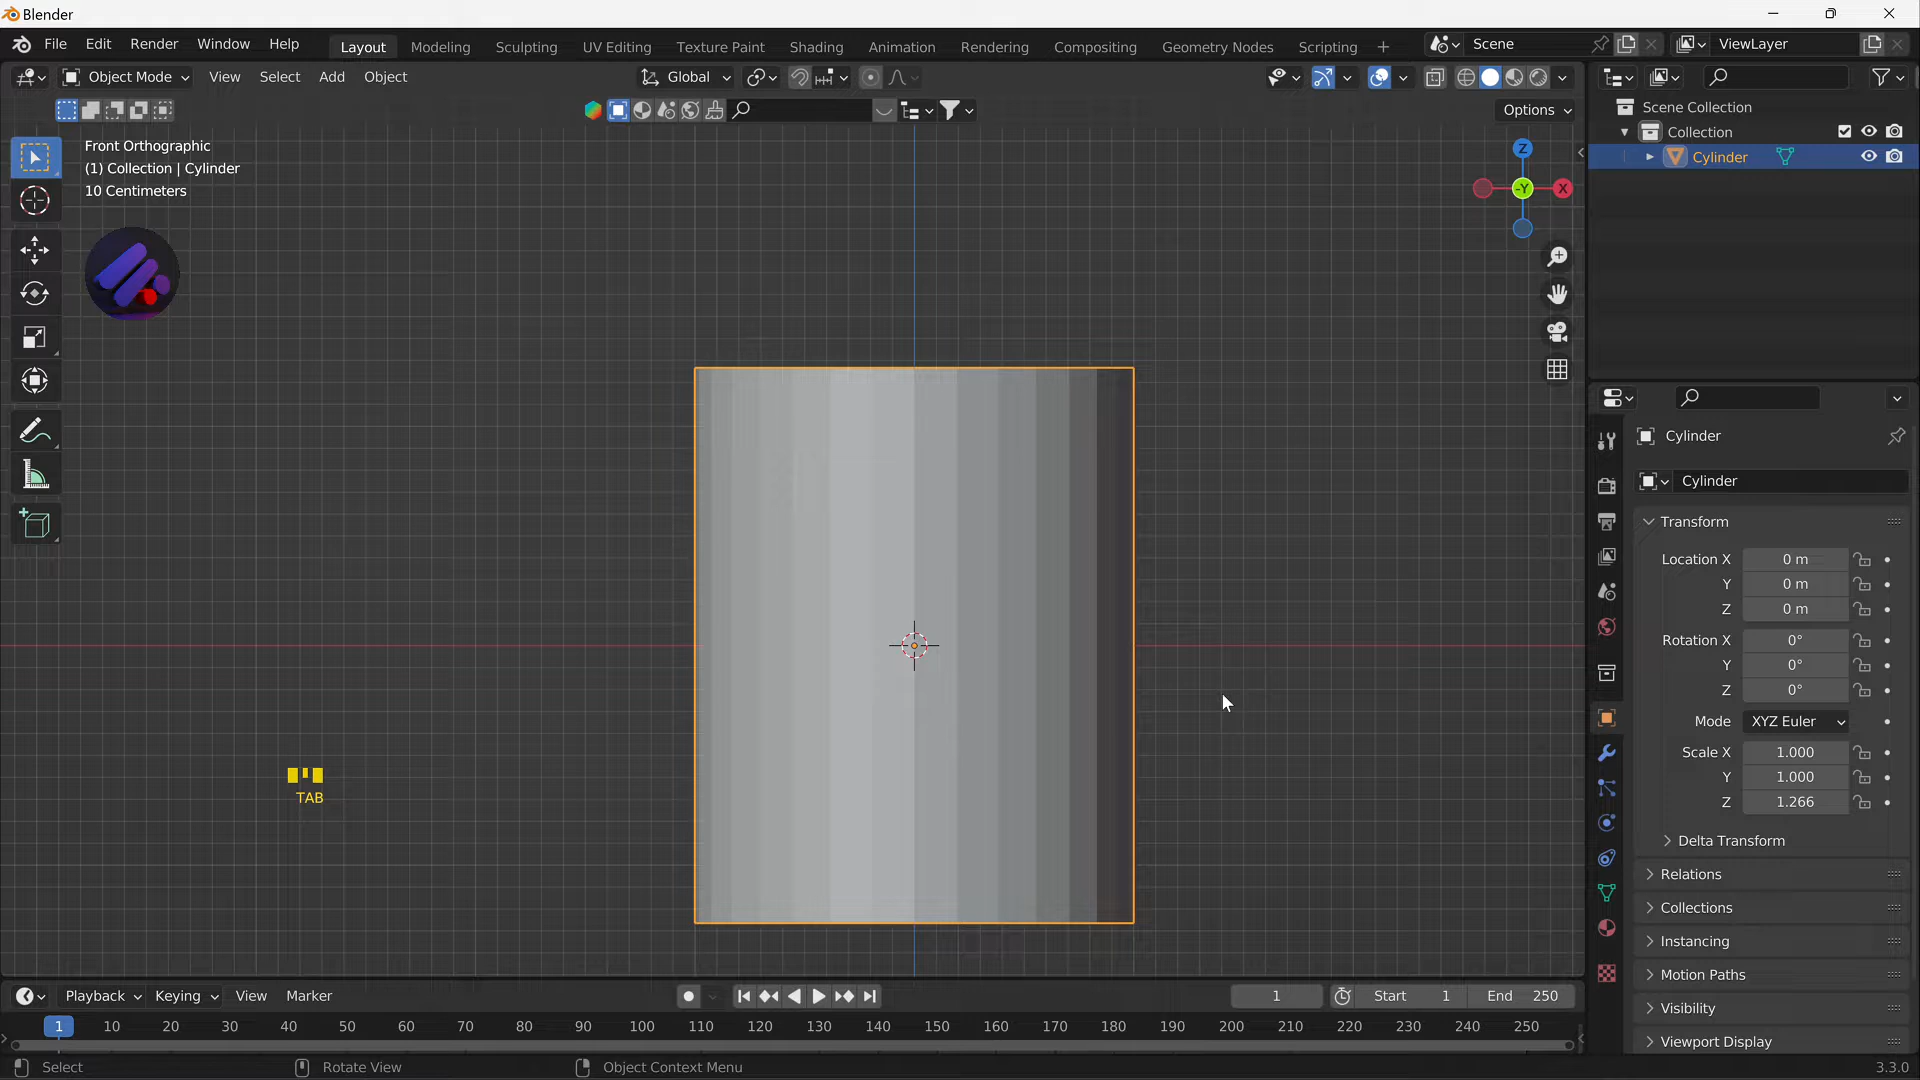 Blender
File Edit Render Window Help Layout Modeling Sculpting UV Editing Texture Paint Shading Animation Rendering Compositing Geometry Nodes Scripting + Scene ViewLayer
Object Mode View Select Add Object Global
Options
Front Orthographic
(1) Collection | Cylinder
10 Centimeters
Z
-Y X
TAB
Scene Collection
Collection
Cylinder
Cylinder
Cylinder
Transform
Location X 0 m
Y 0 m
Z 0 m
Rotation X 0°
Y 0°
Z 0°
Mode XYZ Euler
Scale X 1.000
Y 1.000
Z 1.266
Delta Transform
Relations
Collections
Instancing
Motion Paths
Visibility
Viewport Display
Playback Keying View Marker 1 Start 1 End 250
1 10 20 30 40 50 60 70 80 90 100 110 120 130 140 150 160 170 180 190 200 210 220 230 240 250
Select Rotate View Object Context Menu 3.3.0